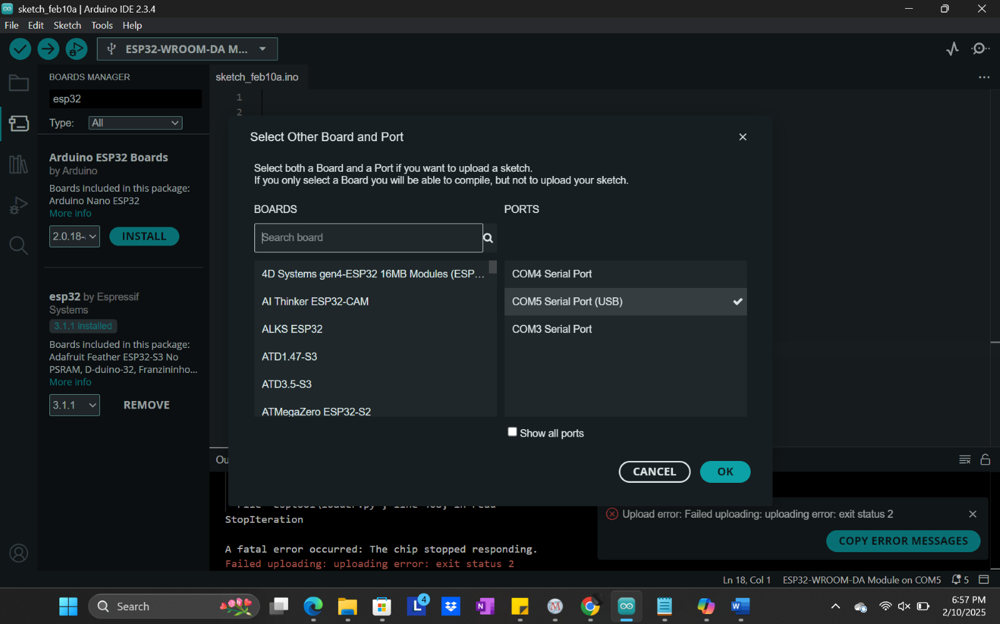 sketch_feb10a | Arduino IDE 2.3.4
File Edit Sketch Tools Help
ESP32-WROOM-DA M...
BOARDS MANAGER
esp32
Type: All
Arduino ESP32 Boards
by Arduino
Boards included in this package:
Arduino Nano ESP32
More info
2.0.18-
INSTALL
esp32 by Espressif
Systems
3.1.1 installed
Boards included in this package:
Adafruit Feather ESP32-S3 No
PSRAM, D-duino-32, Franzininho...
More info
3.1.1
REMOVE
sketch_feb10a.ino
...
1
2
Select Other Board and Port
Select both a Board and a Port if you want to upload a sketch.
If you only select a Board you will be able to compile, but not to upload your sketch.
BOARDS
PORTS
Search board
4D Systems gen4-ESP32 16MB Modules (ESP...
AI Thinker ESP32-CAM
ALKS ESP32
ATD1.47-S3
ATD3.5-S3
ATMegaZero ESP32-S2
COM4 Serial Port
COM5 Serial Port (USB)
COM3 Serial Port
Show all ports
CANCEL
OK
Ou
StopIteration
A fatal error occurred: The chip stopped responding.
Failed uploading: uploading error: exit status 2
Upload error: Failed uploading: uploading error: exit status 2
COPY ERROR MESSAGES
Ln 18, Col 1 ESP32-WROOM-DA Module on COM5 5
Search
L
4
N
M
W
6:57 PM
2/10/2025